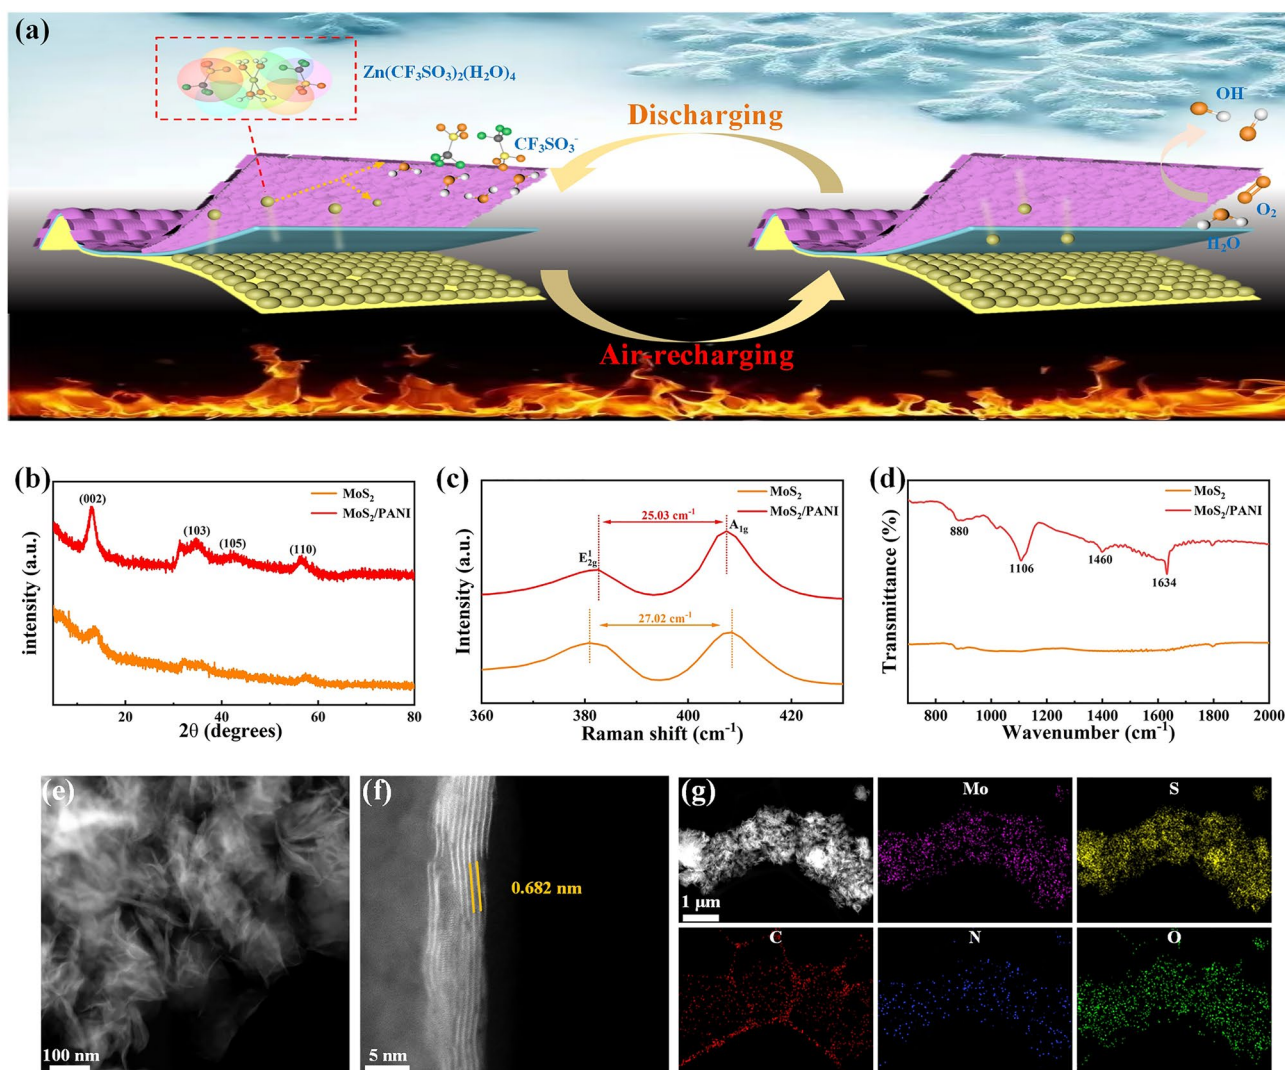 (a)
Zn(CF₃SO₃)₂(H₂O)₄
CF₃SO₃⁻
Discharging
Air-recharging
OH⁻
O₂
H₂O
(b)
MoS₂
MoS₂/PANI
(002)
(103)
(105)
(110)
intensity (a.u.)
20
40
60
80
2θ (degrees)
(c)
MoS₂
MoS₂/PANI
25.03 cm⁻¹
A₁g
E¹₂g
27.02 cm⁻¹
Intensity (a.u.)
360
380
400
420
Raman shift (cm⁻¹)
(d)
MoS₂
MoS₂/PANI
880
1106
1460
1634
Transmittance (%)
800
1000
1200
1400
1600
1800
2000
Wavenumber (cm⁻¹)
(e)
100 nm
(f)
0.682 nm
5 nm
(g)
1 μm
Mo
S
C
N
O